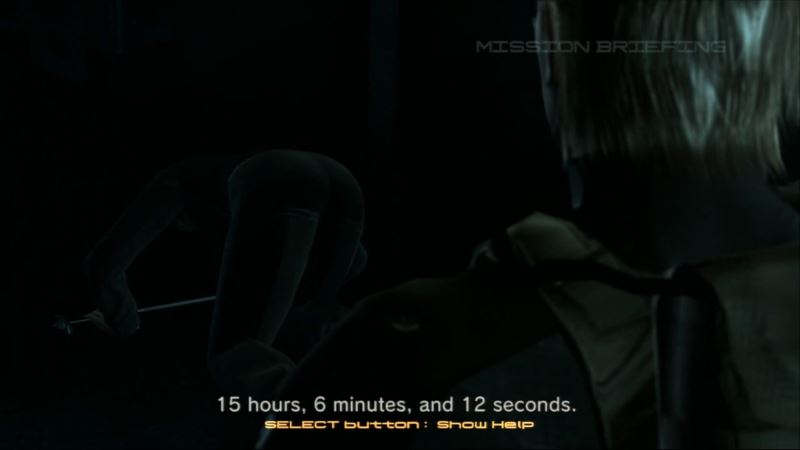 MISSION BRIEFING
15 hours, 6 minutes, and 12 seconds.
SELECT button : Show Help